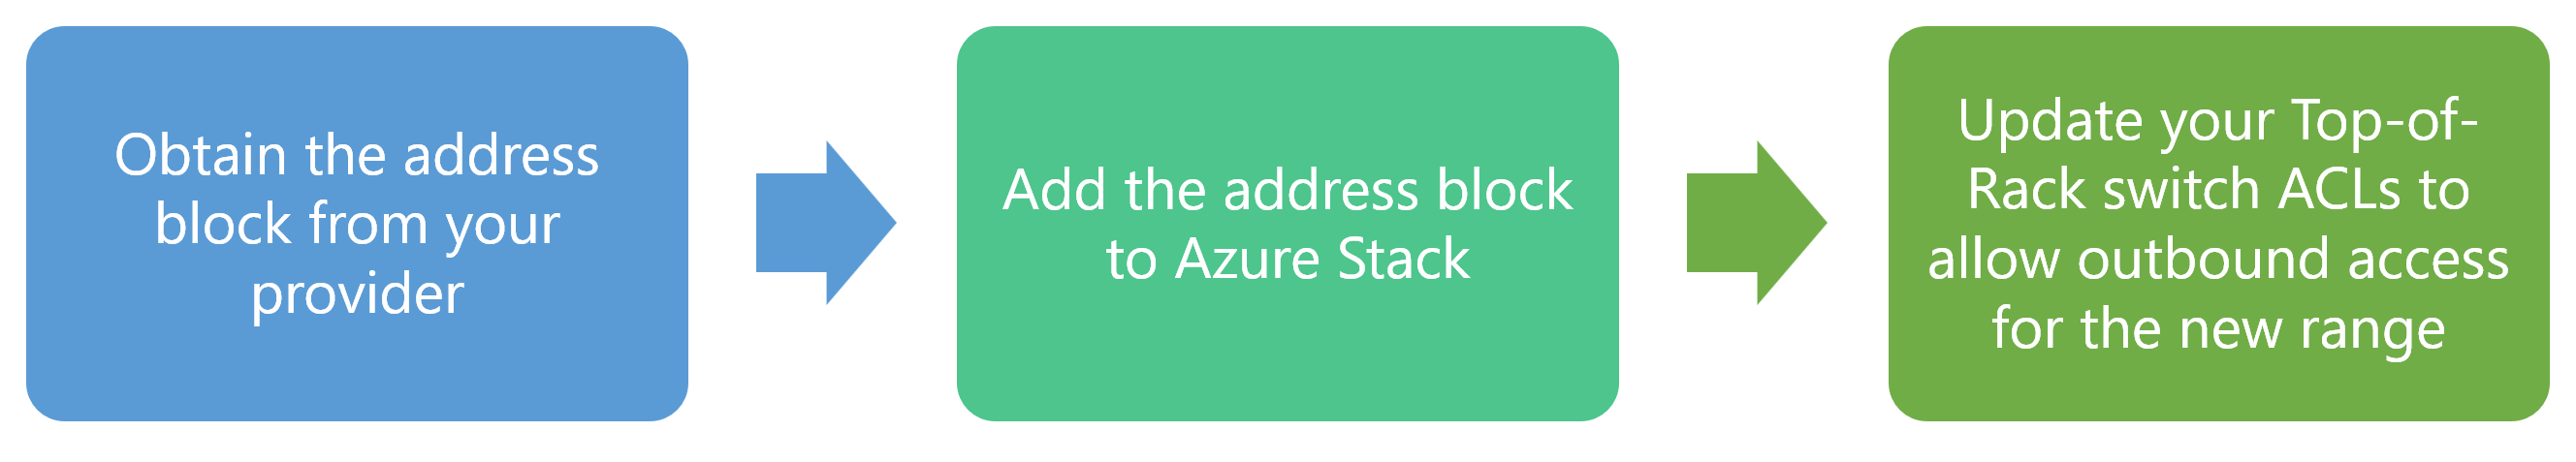 Obtain the address
block from your
provider
Add the address block
to Azure Stack
Update your Top-of-
Rack switch ACLs to
allow outbound access
for the new range